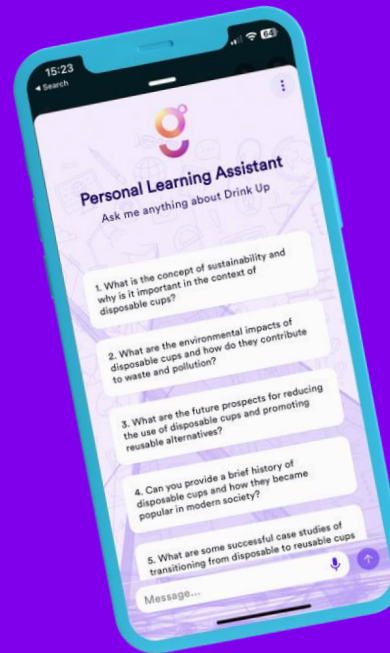 15:23
64
◀ Search
Personal Learning Assistant
Ask me anything about Drink Up
1. What is the concept of sustainability and
why is it important in the context of
disposable cups?
2. What are the environmental impacts of
disposable cups and how do they contribute
to waste and pollution?
3. What are the future prospects for reducing
the use of disposable cups and promoting
reusable alternatives?
4. Can you provide a brief history of
disposable cups and how they became
popular in modern society?
5. What are some successful case studies of
transitioning from disposable to reusable cups
Message...